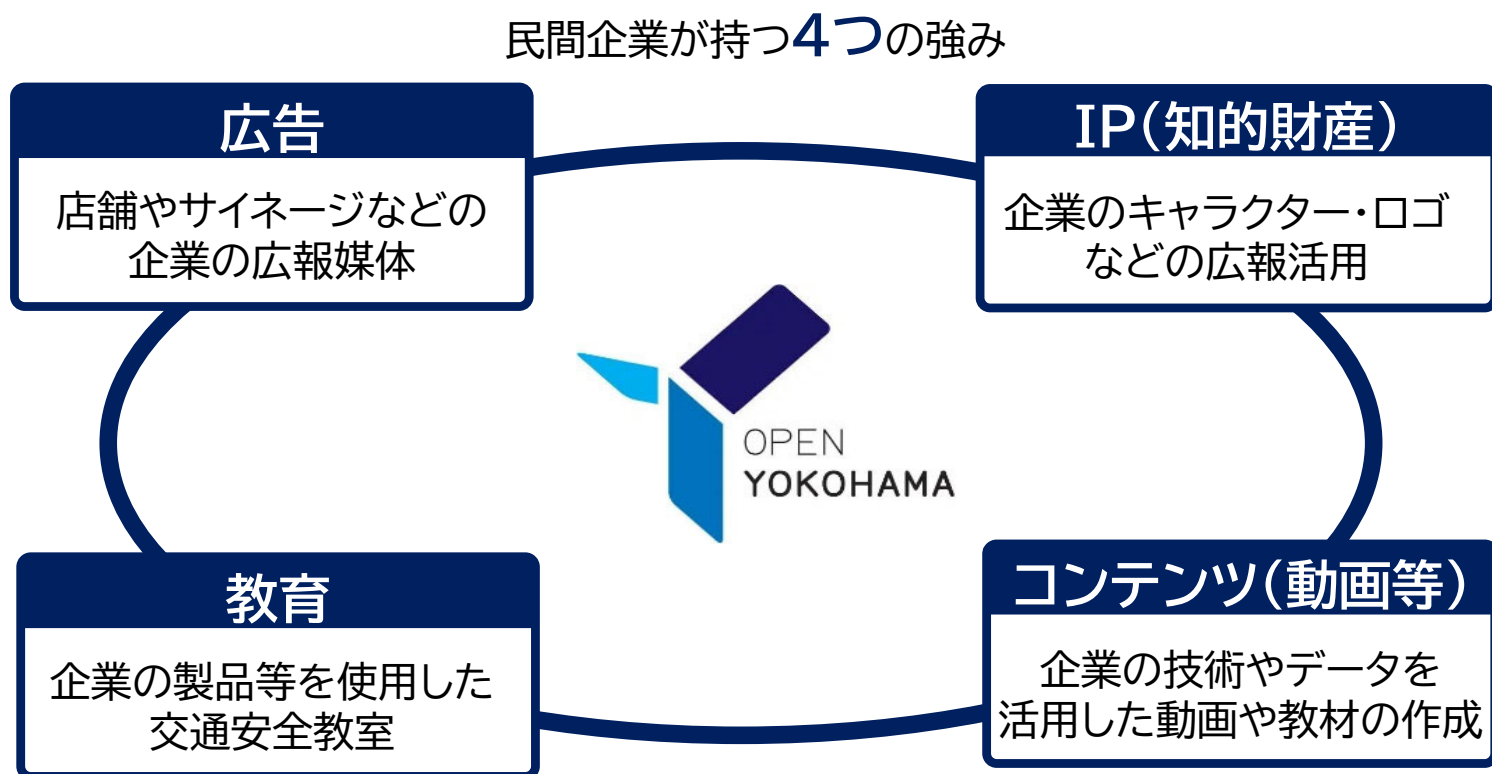 民間企業が持つ4つの強み
広告
店舗やサイネージなどの
企業の広報媒体
IP(知的財産)
企業のキャラクター・ロゴ
などの広報活用
OPEN
YOKOHAMA
教育
企業の製品等を使用した
交通安全教室
コンテンツ(動画等)
企業の技術やデータを
活用した動画や教材の作成